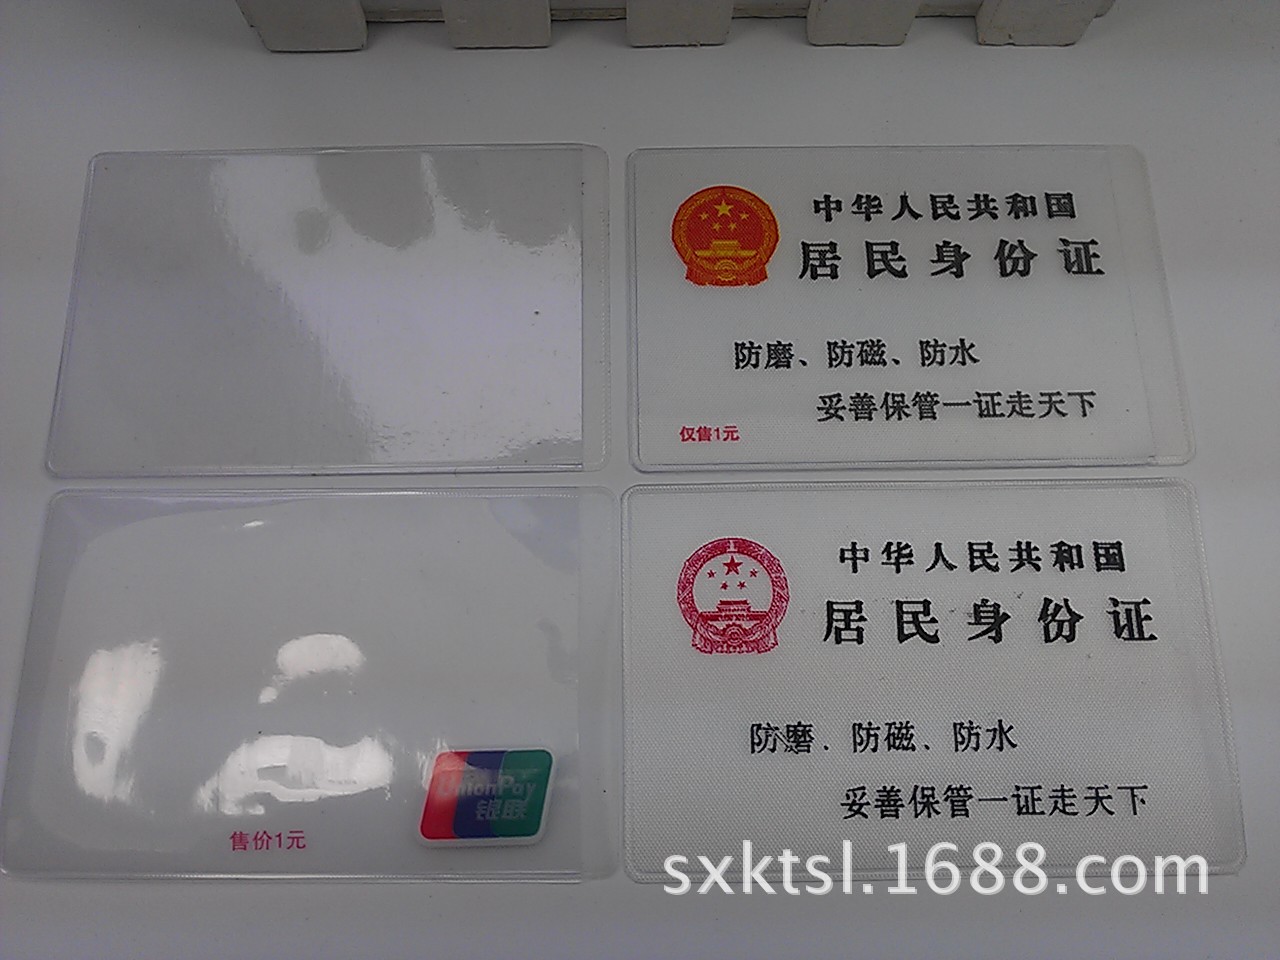 中华人民共和国
居民身份证
防磨、防磁、防水
妥善保管一证走天下
仅售1元
UnionPay
银联
售价1元
中华人民共和国
居民身份证
防磨、防磁、防水
妥善保管一证走天下
sxktsl.1688.com